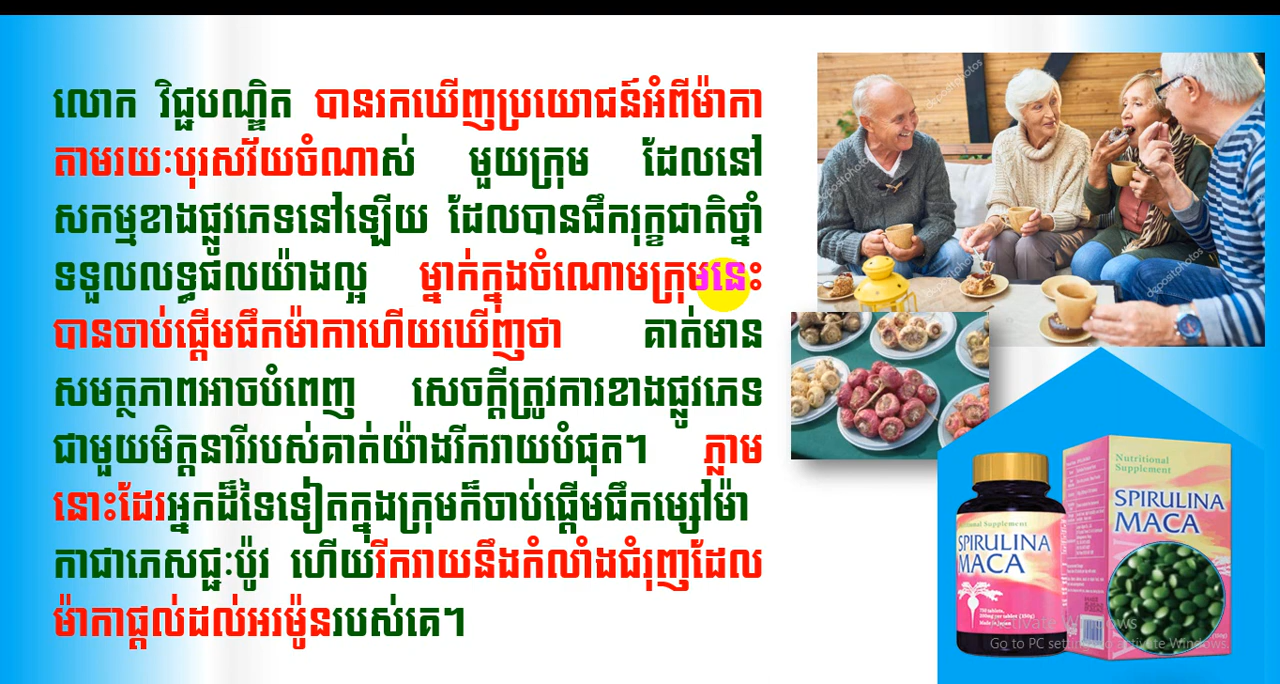 លោក វិជ្ជបណ្ឌិត បានរកឃើញប្រយោជន៍អំពីម៉ាកា
តាមរយៈបុរសវ័យចំណាស់ មួយក្រុម ដែលនៅ
សកម្មខាងផ្លូវភេទនៅឡើយ ដែលបានផឹករុក្ខជាតិថ្នាំ
ទទួលលទ្ធផលយ៉ាងល្អ ម្នាក់ក្នុងចំណោមក្រុមនេះ
បានចាប់ផ្តើមផឹកម៉ាកាហើយឃើញថា គាត់មាន
សមត្ថភាពអាចបំពេញ សេចក្តីត្រូវការខាងផ្លូវភេទ
ជាមួយមិត្តនារីរបស់គាត់យ៉ាងរីករាយបំផុត។ ភ្លាម
នោះដែរអ្នកដ៏ទៃទៀតក្នុងក្រុមក៏ចាប់ផ្តើមផឹកម្សៅម៉ា
កាជាភេសជ្ជៈប៉ូវ ហើយរីករាយនឹងកំលាំងជំរុញដែល
ម៉ាកាផ្តល់ដល់អរម៉ូនរបស់គេ។
depositphotos
depositphotos
depositphotos
Nutritional
Supplement
SPIRULINA
MACA
Nutritional Supplement
SPIRULINA
MACA
Made in Japan
Activate Windows
Go to PC settings to activate Windows.